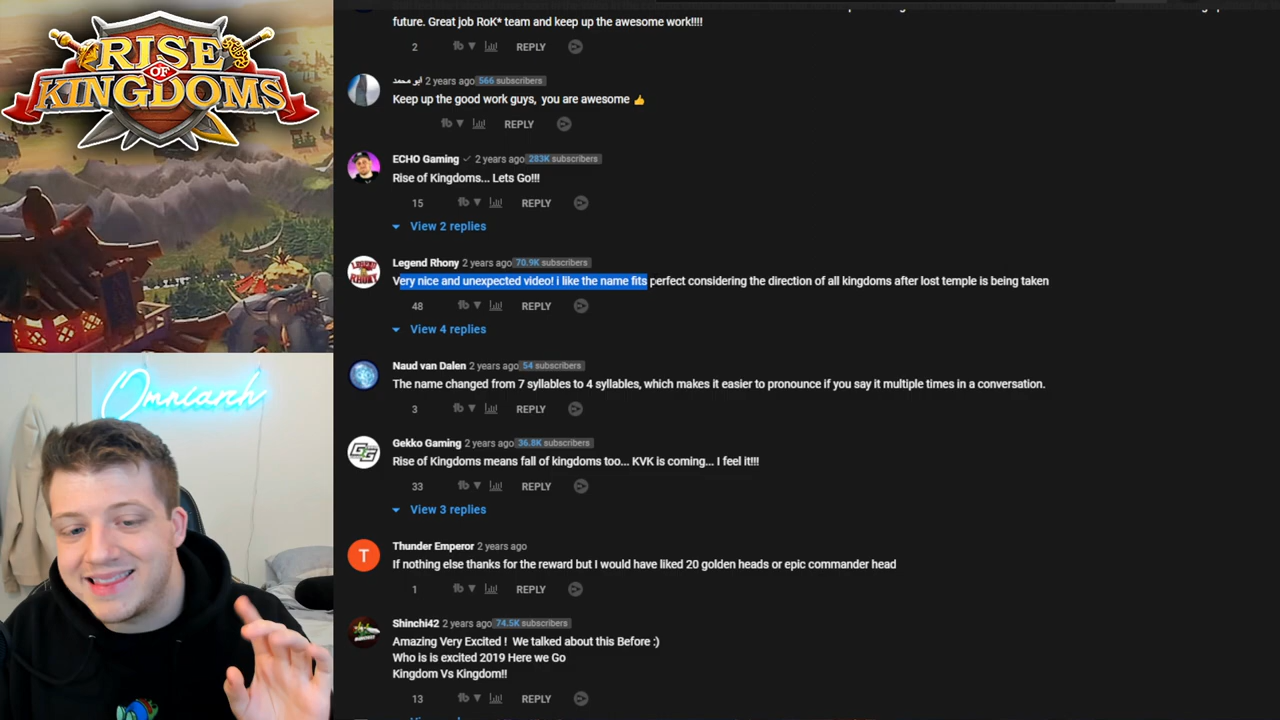 RISE
OF
KINGDOMS
Omniarch
future. Great job RoK* team and keep up the awesome work!!!!
2 REPLY
ابو محمد 2 years ago 566 subscribers
Keep up the good work guys, you are awesome 👍
REPLY
ECHO Gaming ✓ 2 years ago 283K subscribers
Rise of Kingdoms... Lets Go!!!
15 REPLY
View 2 replies
Legend Rhony 2 years ago 70.9K subscribers
Very nice and unexpected video! i like the name fits perfect considering the direction of all kingdoms after lost temple is being taken
48 REPLY
View 4 replies
Naud van Dalen 2 years ago 54 subscribers
The name changed from 7 syllables to 4 syllables, which makes it easier to pronounce if you say it multiple times in a conversation.
3 REPLY
Gekko Gaming 2 years ago 36.8K subscribers
Rise of Kingdoms means fall of kingdoms too... KVK is coming... I feel it!!!
33 REPLY
View 3 replies
T
Thunder Emperor 2 years ago
If nothing else thanks for the reward but I would have liked 20 golden heads or epic commander head
1 REPLY
Shinchi42 2 years ago 74.5K subscribers
Amazing Very Excited ! We talked about this Before :)
Who is is excited 2019 Here we Go
Kingdom Vs Kingdom!!
13 REPLY